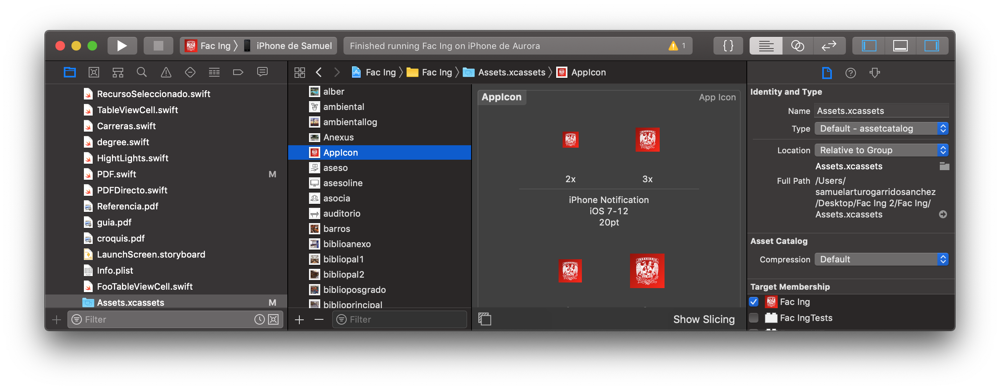 Fac Ing
iPhone de Samuel
Finished running Fac Ing on iPhone de Aurora
1
{}
RecursoSeleccionado.swift
TableViewCell.swift
Carreras.swift
degree.swift
HightLights.swift
PDF.swift M
PDFDirecto.swift
Referencia.pdf
guia.pdf
croquis.pdf
LaunchScreen.storyboard
Info.plist
FooTableViewCell.swift
Assets.xcassets M
Filter
Fac Ing
Fac Ing
Assets.xcassets
AppIcon
alber
ambiental
ambientallog
Anexus
AppIcon
aseso
asesoline
asocia
auditorio
barros
biblioanexo
bibliopal1
bibliopal2
biblioposgrado
biblioprincipal
Filter
AppIcon
App Icon
INGENIERIA
2x
3x
iPhone Notification
iOS 7-12
20pt
INGENIERIA
INGENIERIA
Show Slicing
Identity and Type
Name Assets.xcassets
Type Default - assetcatalog
Location Relative to Group
Assets.xcassets
Full Path /Users/
samuelarturogarridosanchez
/Desktop/Fac Ing 2/Fac Ing/
Assets.xcassets
Asset Catalog
Compression Default
Target Membership
Fac Ing
Fac IngTests